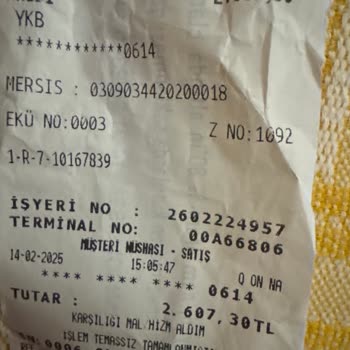 YKB
************0614
MERSIS : 0309034420200018
EKÜ NO:0003 Z NO:1092
1-R-7-10167839
İŞYERİ NO : 2602224957
TERMİNAL NO: 00A66806
MÜŞTERİ NÜSHASI - SATIŞ
14-02-2025 15:05:47 Q ON NA
**** **** **** 0614
TUTAR : 2.607,30TL
KARŞILIĞI MAL/HİZM ALDIM
İŞLEM TEMASSIZ